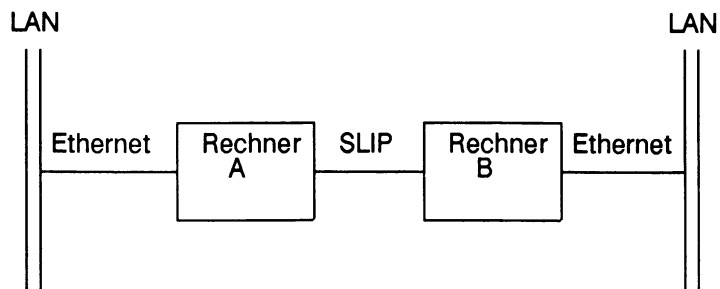 LAN
LAN
Ethernet
Rechner
A
SLIP
Rechner
B
Ethernet